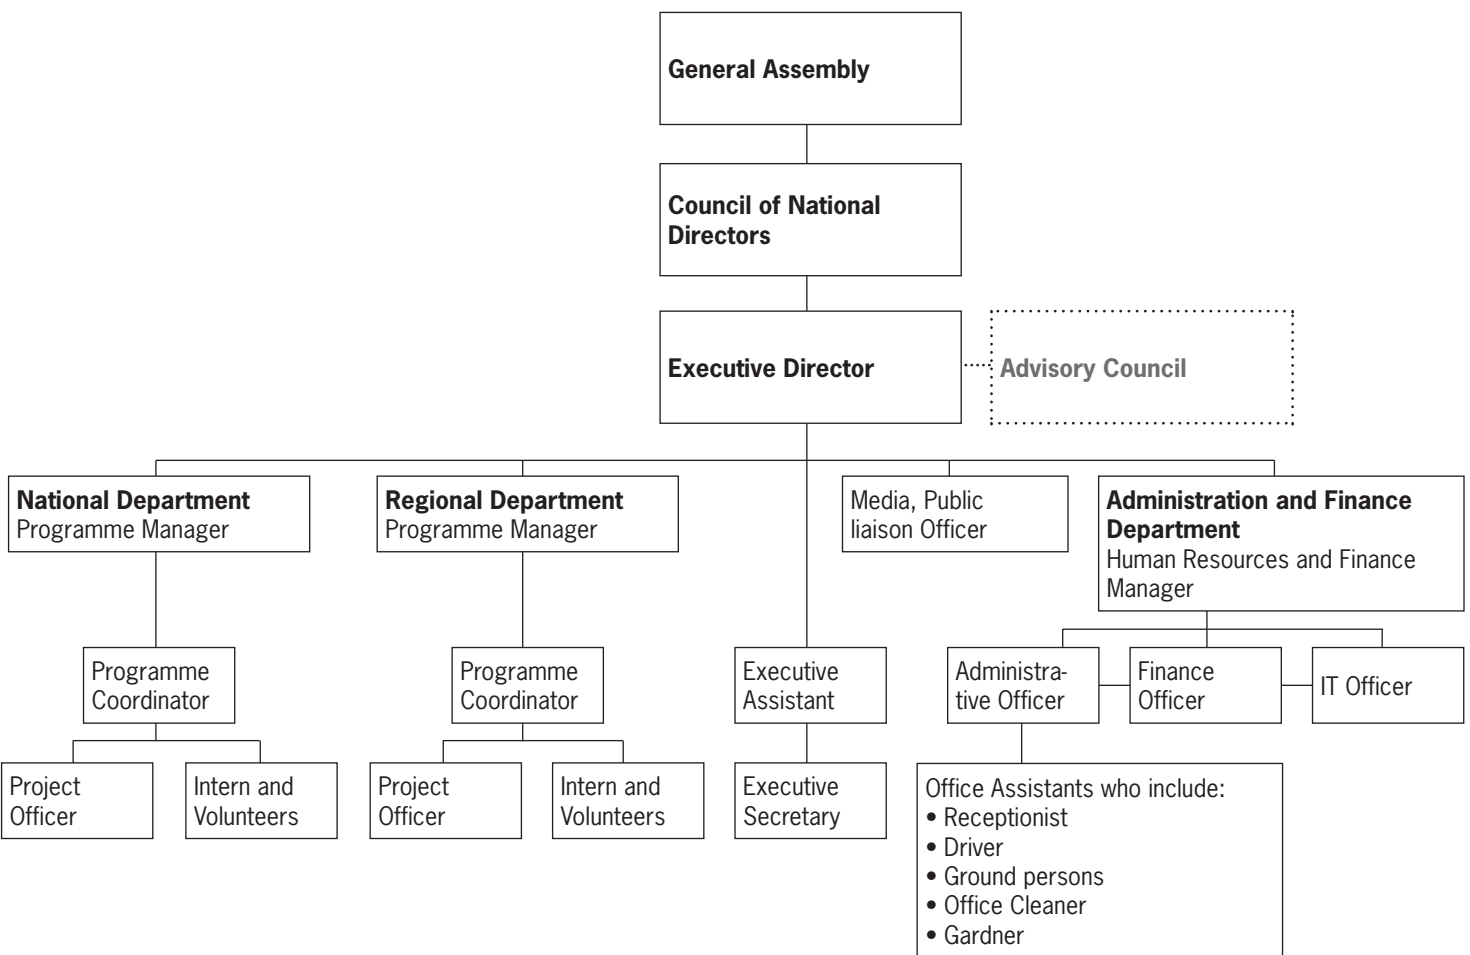 General Assembly
Council of National
Directors
Executive Director
Advisory Council
National Department
Programme Manager
Regional Department
Programme Manager
Media, Public
liaison Officer
Administration and Finance
Department
Human Resources and Finance
Manager
Programme
Coordinator
Programme
Coordinator
Executive
Assistant
Administra-
tive Officer
Finance
Officer
IT Officer
Project
Officer
Intern and
Volunteers
Project
Officer
Intern and
Volunteers
Executive
Secretary
Office Assistants who include:
• Receptionist
• Driver
• Ground persons
• Office Cleaner
• Gardner